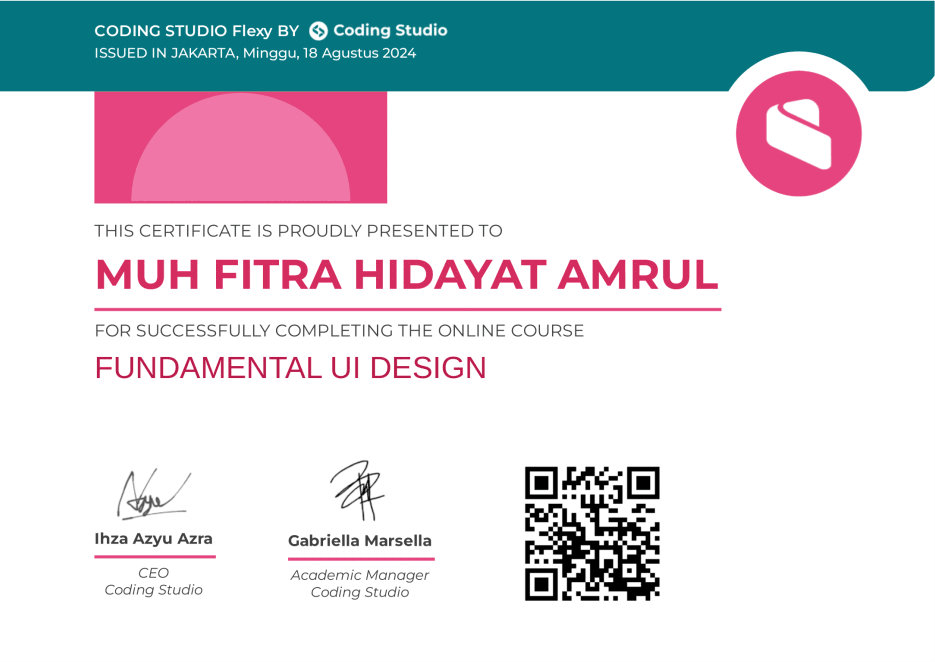 CODING STUDIO Flexy BY Coding Studio
ISSUED IN JAKARTA, Minggu, 18 Agustus 2024
THIS CERTIFICATE IS PROUDLY PRESENTED TO
MUH FITRA HIDAYAT AMRUL
FOR SUCCESSFULLY COMPLETING THE ONLINE COURSE
FUNDAMENTAL UI DESIGN
Ihza Azyu Azra
CEO
Coding Studio
Gabriella Marsella
Academic Manager
Coding Studio